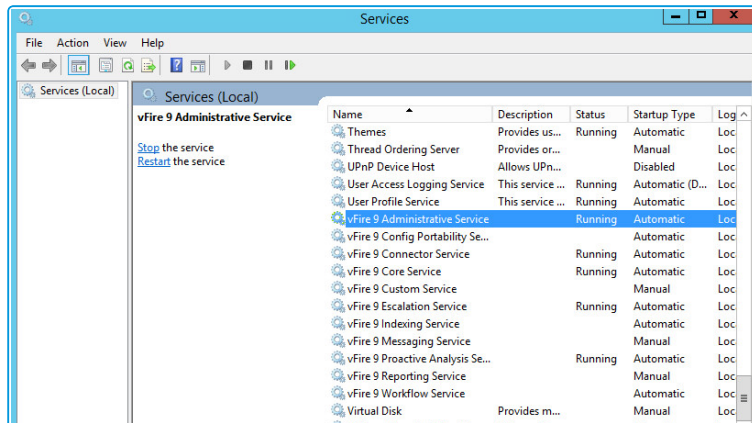 Services
File Action View Help
Services (Local)
Services (Local)
vFire 9 Administrative Service
Stop the service
Restart the service
Name Description Status Startup Type Log
Themes Provides us... Running Automatic Loc
Thread Ordering Server Provides or... Manual Loc
UPnP Device Host Allows UPn... Disabled Loc
User Access Logging Service This service ... Running Automatic (D... Loc
User Profile Service This service ... Running Automatic Loc
vFire 9 Administrative Service Running Automatic Loc
vFire 9 Config Portability Se... Automatic Loc
vFire 9 Connector Service Running Automatic Loc
vFire 9 Core Service Running Automatic Loc
vFire 9 Custom Service Manual Loc
vFire 9 Escalation Service Running Automatic Loc
vFire 9 Indexing Service Automatic Loc
vFire 9 Messaging Service Manual Loc
vFire 9 Proactive Analysis Se... Running Automatic Loc
vFire 9 Reporting Service Manual Loc
vFire 9 Workflow Service Automatic Loc
Virtual Disk Provides m... Manual Loc